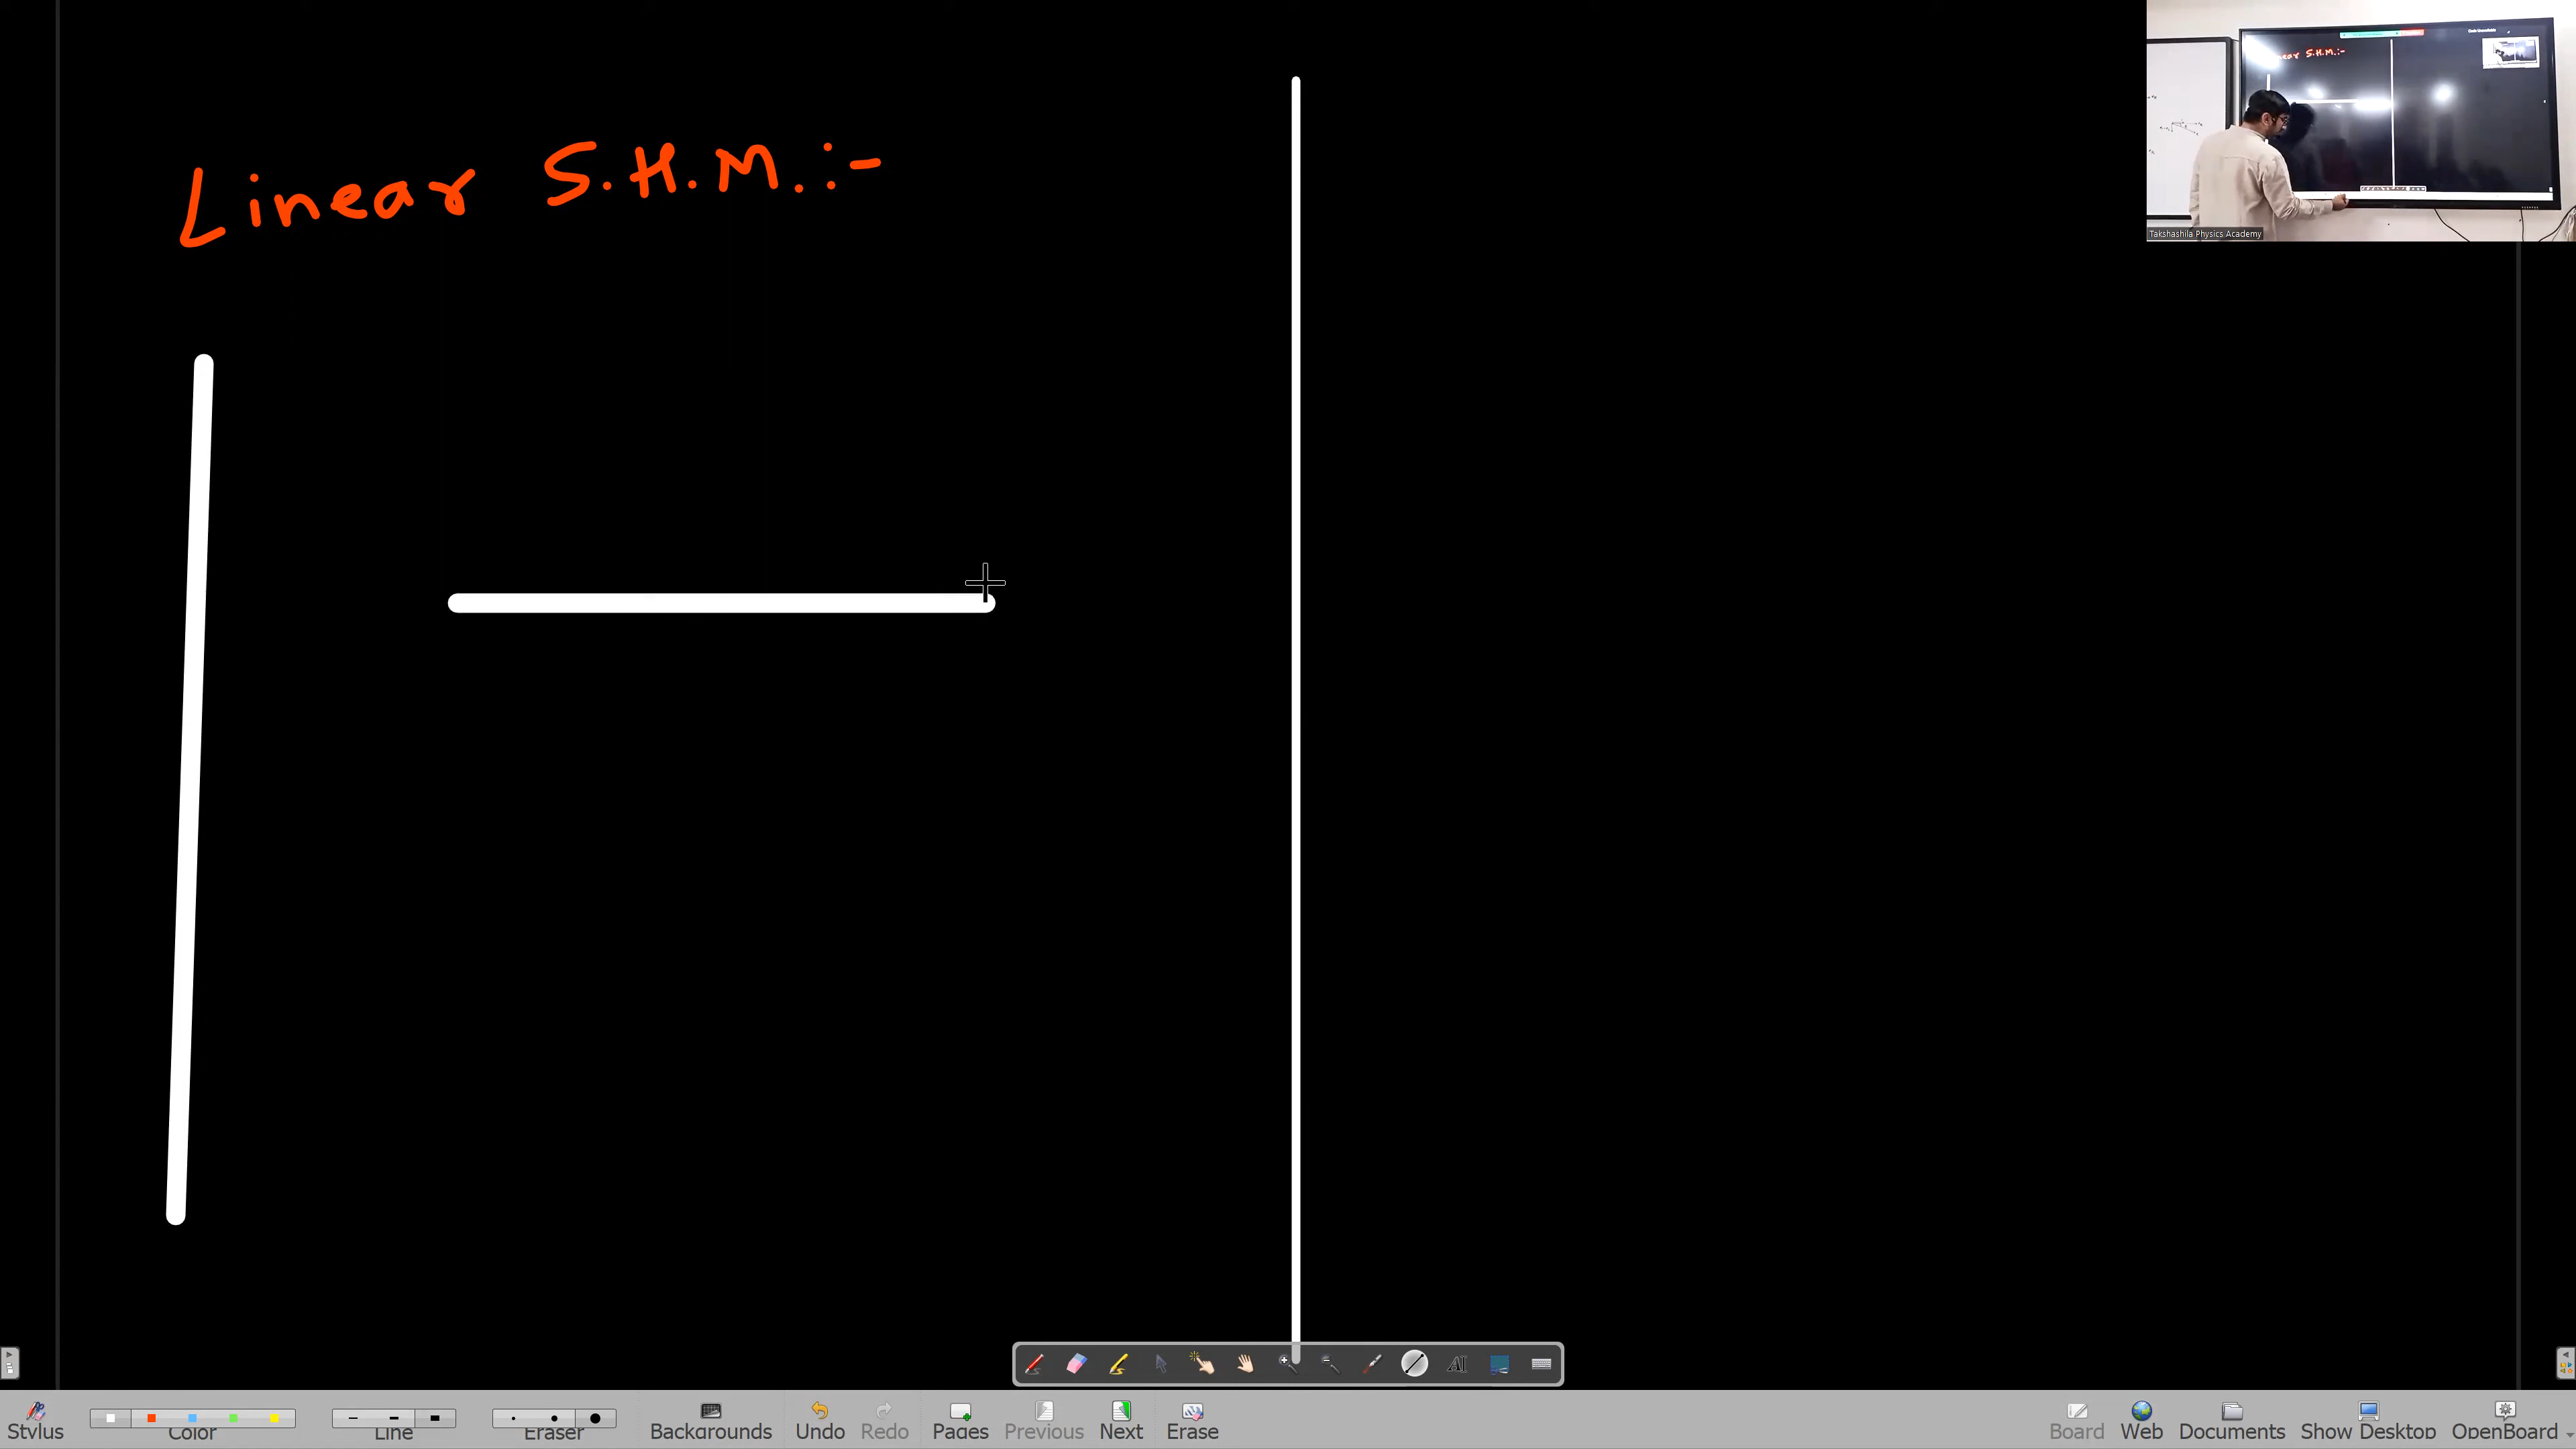 Linear S.H.M. :-
Takshashila Physics Academy
AI
Stylus
Color
Line
Eraser
Backgrounds
Undo
Redo
Pages
Previous
Next
Erase
Board
Web
Documents
Show Desktop
OpenBoard